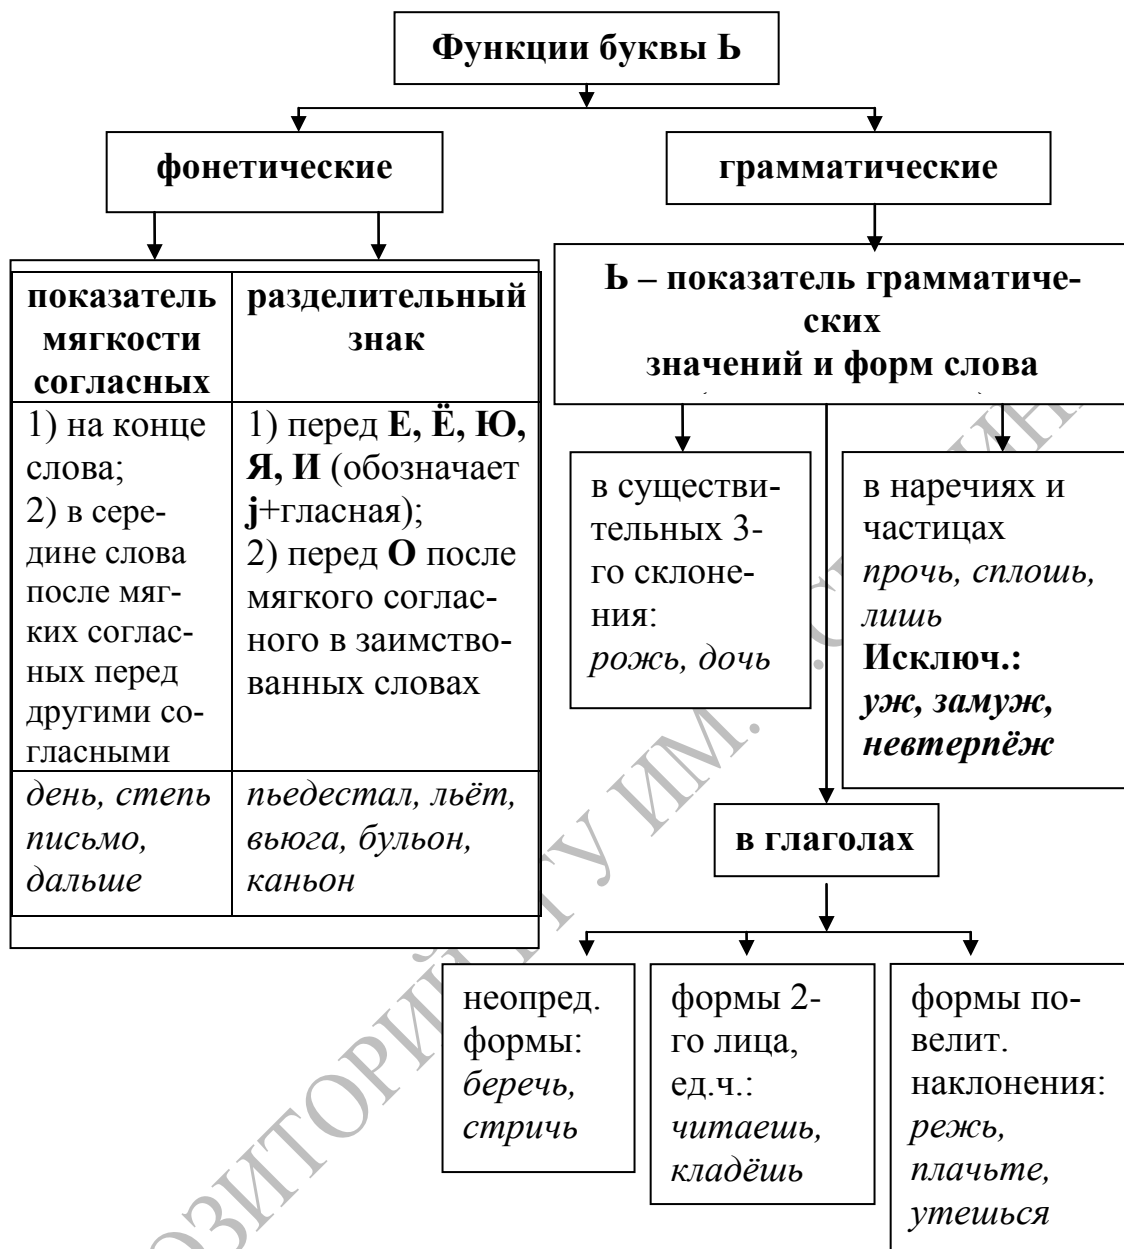 Функции буквы Ь
фонетические
грамматические
показатель
мягкости
согласных
разделительный
знак
1) на конце
слова;
2) в сере-
дине слова
после мяг-
ких соглас-
ных перед
другими со-
гласными
1) перед Е, Ё, Ю,
Я, И (обозначает
j+гласная);
2) перед О после
мягкого соглас-
ного в заимство-
ванных словах
день, степь
письмо,
дальше
пьедестал, льёт,
вьюга, бульон,
каньон
Ь – показатель грамматиче-
ских
значений и форм слова
в существи-
тельных 3-
го склоне-
ния:
рожь, дочь
в наречиях и
частицах
прочь, сплошь,
лишь
Исключ.:
уж, замуж,
невтерпёж
в глаголах
неопред.
формы:
беречь,
стричь
формы 2-
го лица,
ед.ч.:
читаешь,
кладёшь
формы по-
велит.
наклонения:
режь,
плачьте,
утешься
ИМ.